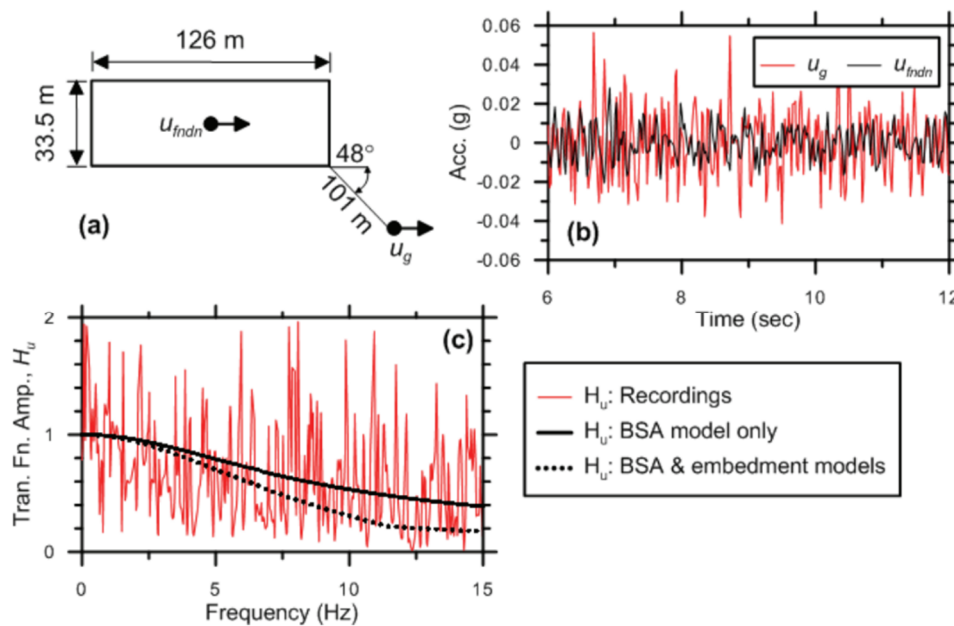 126 m
33.5 m
u_fndn
48°
101 m
u_g
(a)
Acc. (g)
0.06
0.04
0.02
0
-0.02
-0.04
-0.06
u_g u_fndn
(b)
6 8 10 12
Time (sec)
Tran. Fn. Amp., H_u
2
1
0
(c)
0 5 10 15
Frequency (Hz)
H_u: Recordings
H_u: BSA model only
H_u: BSA & embedment models